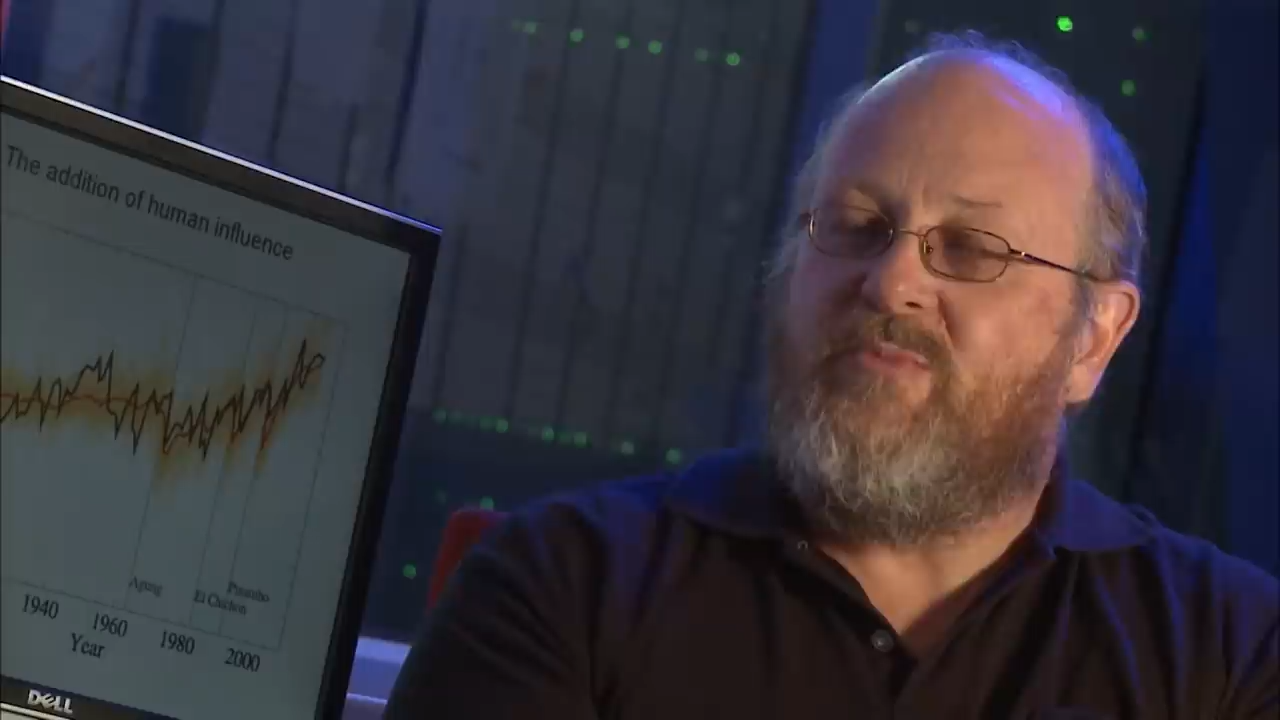 The addition of human influence
Agung
El Chichon
Pinatubo
1940
1960
1980
2000
Year
DELL